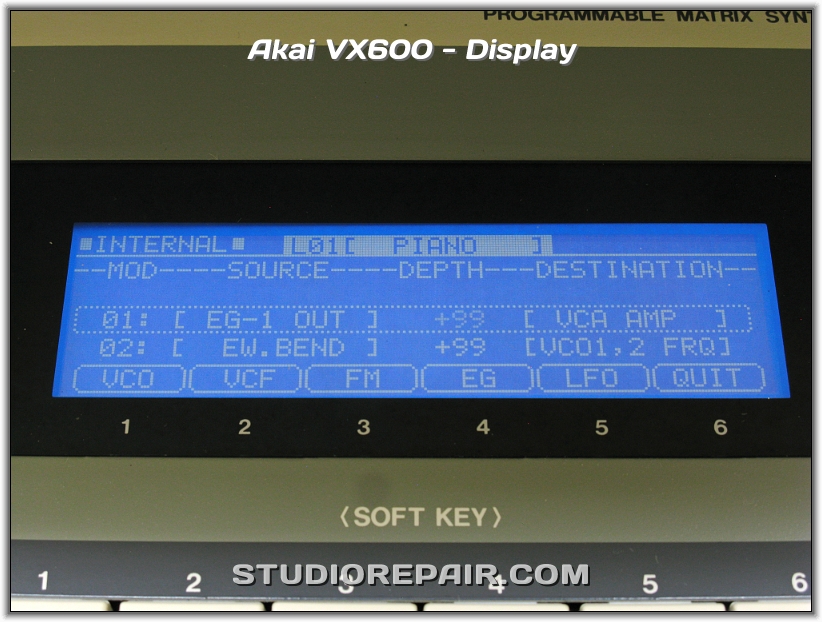 PROGRAMMABLE MATRIX
Akai VX600 - Display
■INTERNAL■ L01[ PIANO ]
--MOD----SOURCE----DEPTH---DESTINATION--
01: [ EG-1 OUT ] +99 [ VCA AMP ]
02: [ EW.BEND ] +99 [VCO1,2 FRQ]
VCO VCF FM EG LFO QUIT
1 2 3 4 5 6
〈SOFT KEY〉
1 2 3 4 5 6
STUDIOREPAIR.COM